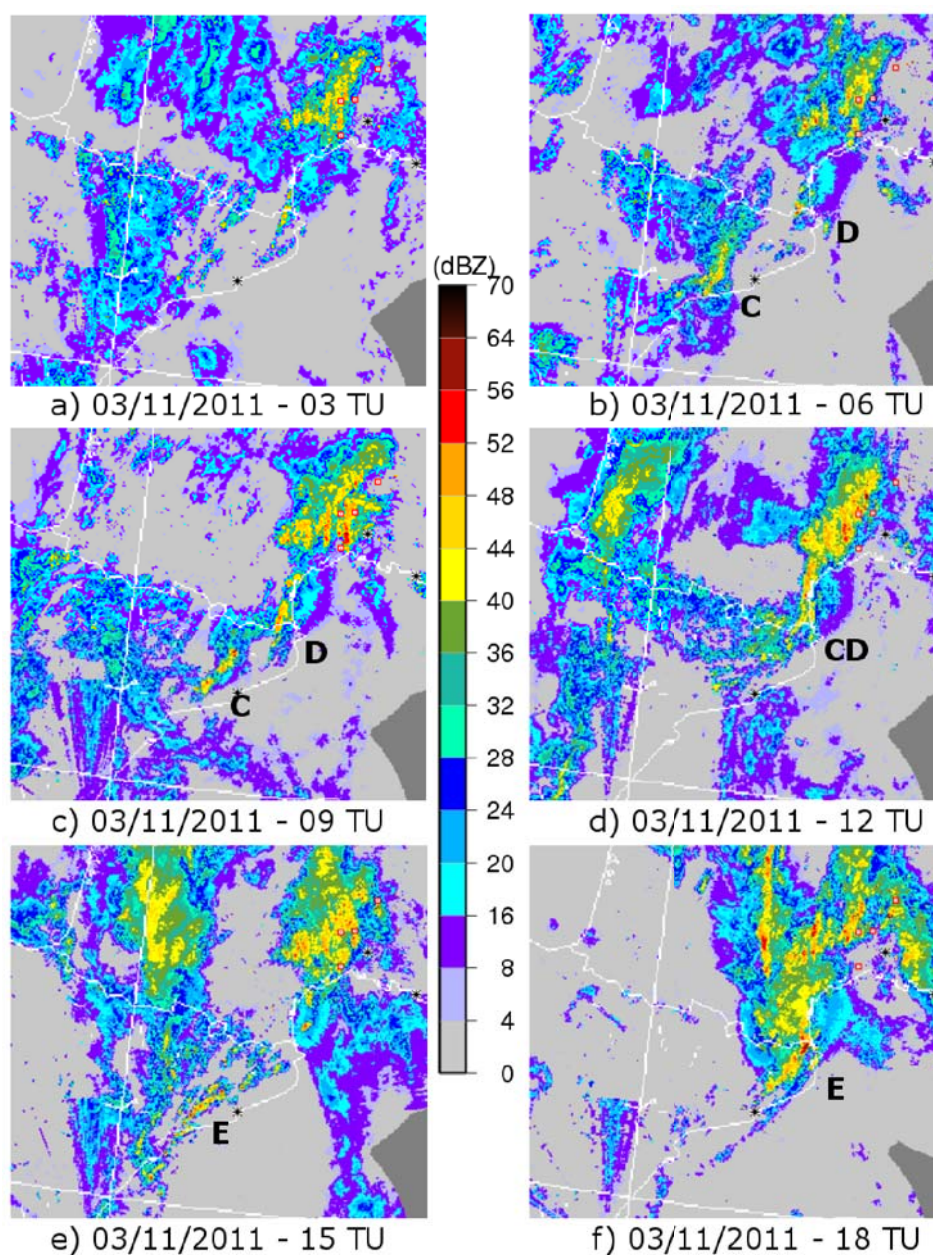 a) 03/11/2011 - 03 TU
D
C
b) 03/11/2011 - 06 TU
(dBZ)
70
64
56
52
48
44
40
36
32
28
24
20
16
8
4
0
D
C
c) 03/11/2011 - 09 TU
CD
d) 03/11/2011 - 12 TU
E
e) 03/11/2011 - 15 TU
E
f) 03/11/2011 - 18 TU